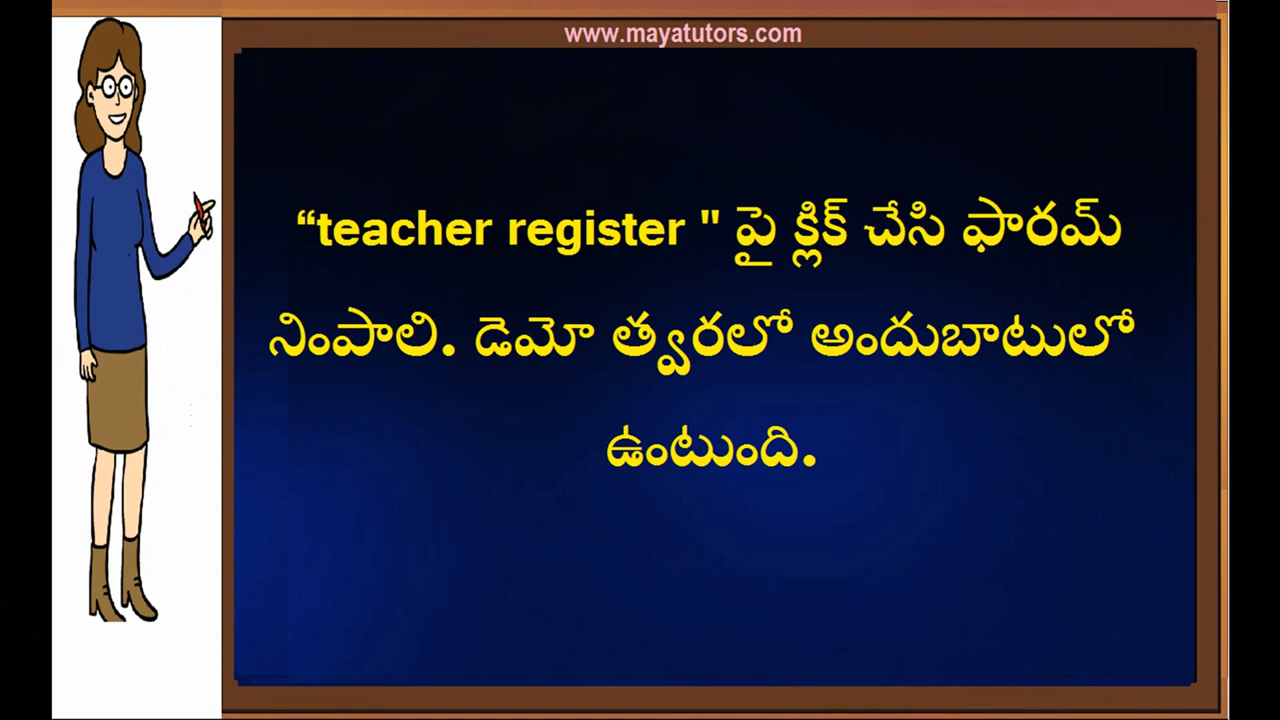 www.mayatutors.com
“teacher register " పై క్లిక్ చేసి ఫారమ్
నింపాలి. డెమో త్వరలో అందుబాటులో
ఉంటుంది.